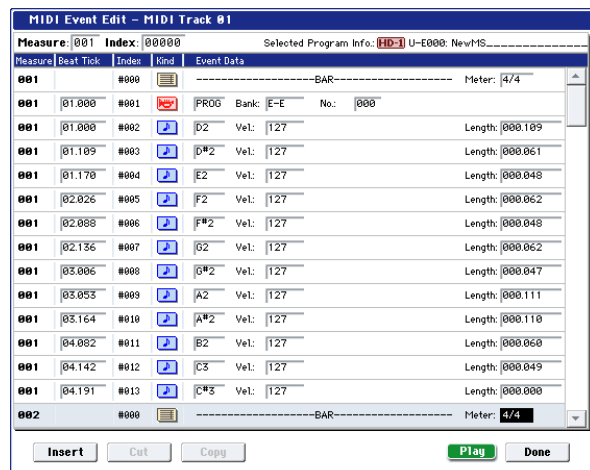 MIDI Event Edit – MIDI Track 01
Measure: 001 Index: 00000 Selected Program Info.: HD-1 U-E000: NewMS
Measure Beat Tick Index Kind Event Data
001 #000 --------------------BAR-------------------- Meter: 4/4
001 01.000 #001 PROG Bank: E-E No.: 000
001 01.000 #002 D2 Vel.: 127 Length: 000.109
001 01.109 #003 D#2 Vel.: 127 Length: 000.061
001 01.170 #004 E2 Vel.: 127 Length: 000.048
001 02.026 #005 F2 Vel.: 127 Length: 000.062
001 02.088 #006 F#2 Vel.: 127 Length: 000.048
001 02.136 #007 G2 Vel.: 127 Length: 000.062
001 03.006 #008 G#2 Vel.: 127 Length: 000.047
001 03.053 #009 A2 Vel.: 127 Length: 000.111
001 03.164 #010 A#2 Vel.: 127 Length: 000.110
001 04.082 #011 B2 Vel.: 127 Length: 000.060
001 04.142 #012 C3 Vel.: 127 Length: 000.049
001 04.191 #013 C#3 Vel.: 127 Length: 000.000
002 #000 --------------------BAR-------------------- Meter: 4/4
Insert Cut Copy Play Done